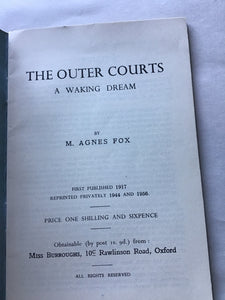 THE OUTER COURTS
A WAKING DREAM
BY
M. AGNES FOX
FIRST PUBLISHED 1917
REPRINTED PRIVATELY 1944 AND 1956.
PRICE ONE SHILLING AND SIXPENCE
Obtainable (by post 1s. 9d.) from:
MISS BURROUGHS, 10c Rawlinson Road, Oxford
ALL RIGHTS RESERVED